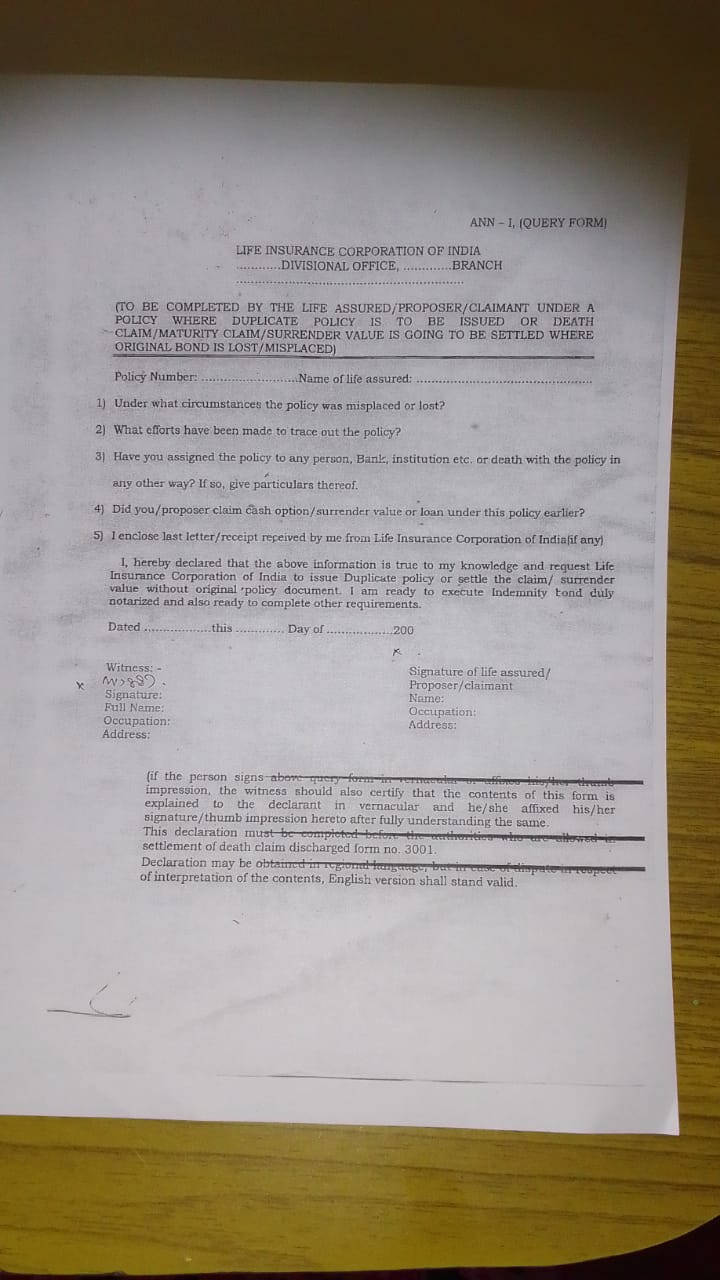 ANN – I, (QUERY FORM)
LIFE INSURANCE CORPORATION OF INDIA
............DIVISIONAL OFFICE, .............BRANCH
..............................................................
(TO BE COMPLETED BY THE LIFE ASSURED/PROPOSER/CLAIMANT UNDER A
POLICY WHERE DUPLICATE POLICY IS TO BE ISSUED OR DEATH
CLAIM/MATURITY CLAIM/SURRENDER VALUE IS GOING TO BE SETTLED WHERE
ORIGINAL BOND IS LOST/MISPLACED)
Policy Number: ..........................Name of life assured: ................................................
1) Under what circumstances the policy was misplaced or lost?
2) What efforts have been made to trace out the policy?
3) Have you assigned the policy to any person, Bank, institution etc. or death with the policy in
any other way? If so, give particulars thereof.
4) Did you/proposer claim cash option/surrender value or loan under this policy earlier?
5) I enclose last letter/receipt received by me from Life Insurance Corporation of India(if any)
I, hereby declared that the above information is true to my knowledge and request Life
Insurance Corporation of India to issue Duplicate policy or settle the claim/ surrender
value without original policy document. I am ready to execute Indemnity bond duly
notarized and also ready to complete other requirements.
Dated ..................this ............. Day of ..................200
Witness: -
Signature:
Full Name:
Occupation:
Address:
Signature of life assured/
Proposer/claimant
Name:
Occupation:
Address:
(if the person signs above query form in vernacular or affixed his/her thumb
impression, the witness should also certify that the contents of this form is
explained to the declarant in vernacular and he/she affixed his/her
signature/thumb impression hereto after fully understanding the same.
This declaration must be completed before the authorities who are allowed in
settlement of death claim discharged form no. 3001.
Declaration may be obtained in regional language, but in case of dispute in respect
of interpretation of the contents, English version shall stand valid.